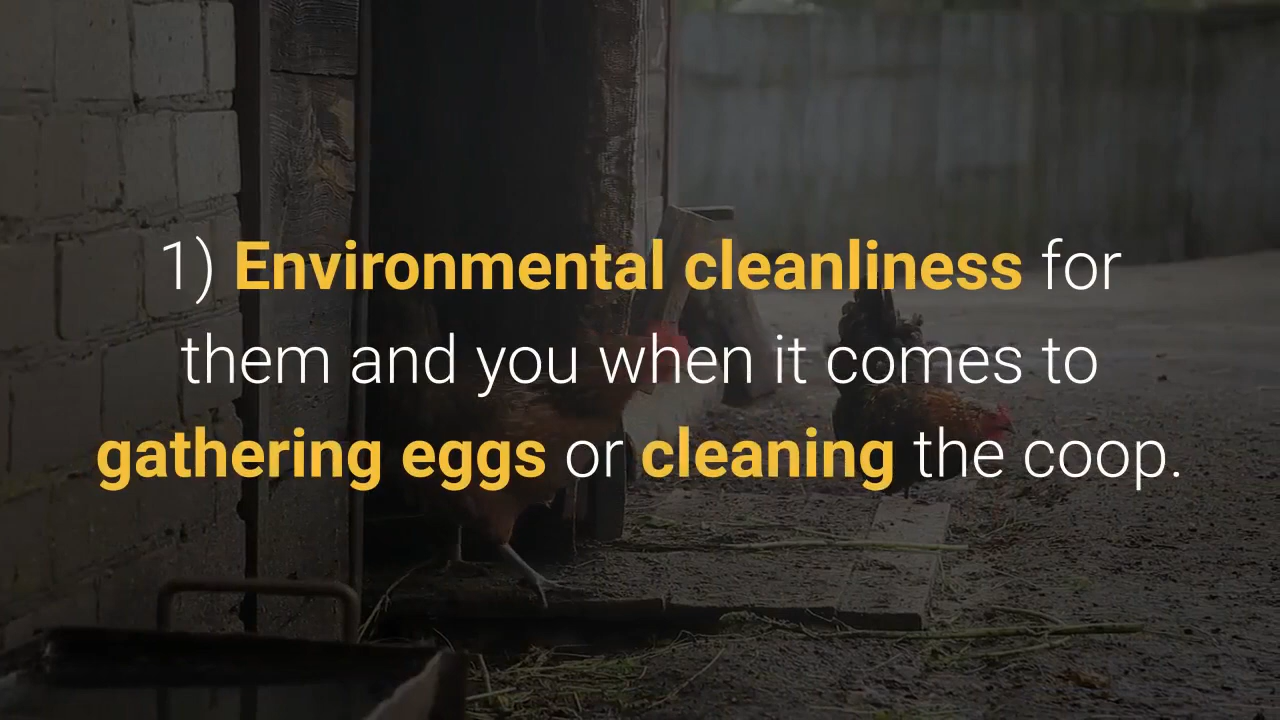 1) Environmental cleanliness for
them and you when it comes to
gathering eggs or cleaning the coop.